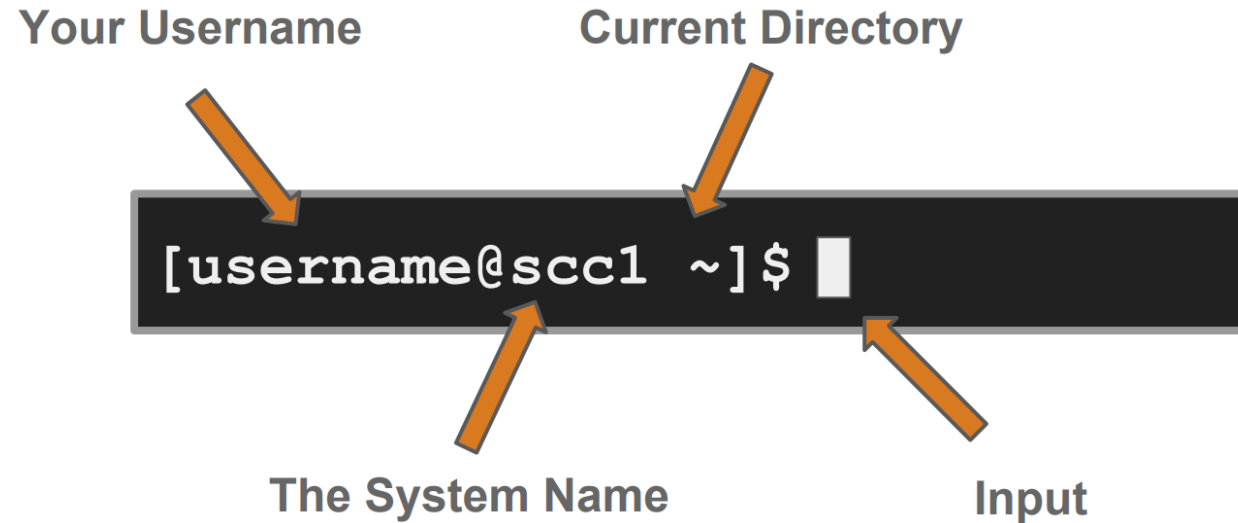 Your Username
Current Directory
[username@scc1 ~]$
The System Name
Input